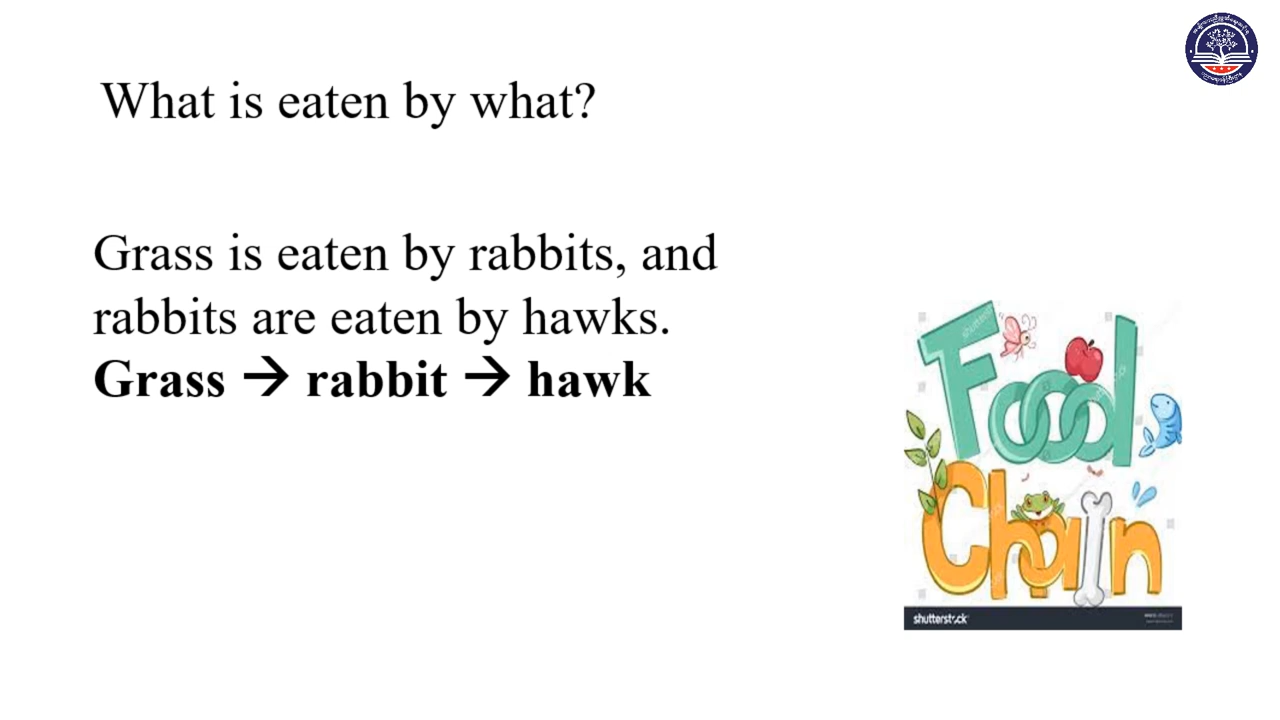 What is eaten by what?
Grass is eaten by rabbits, and
rabbits are eaten by hawks.
Grass → rabbit → hawk
Food
Chain
shutterstock